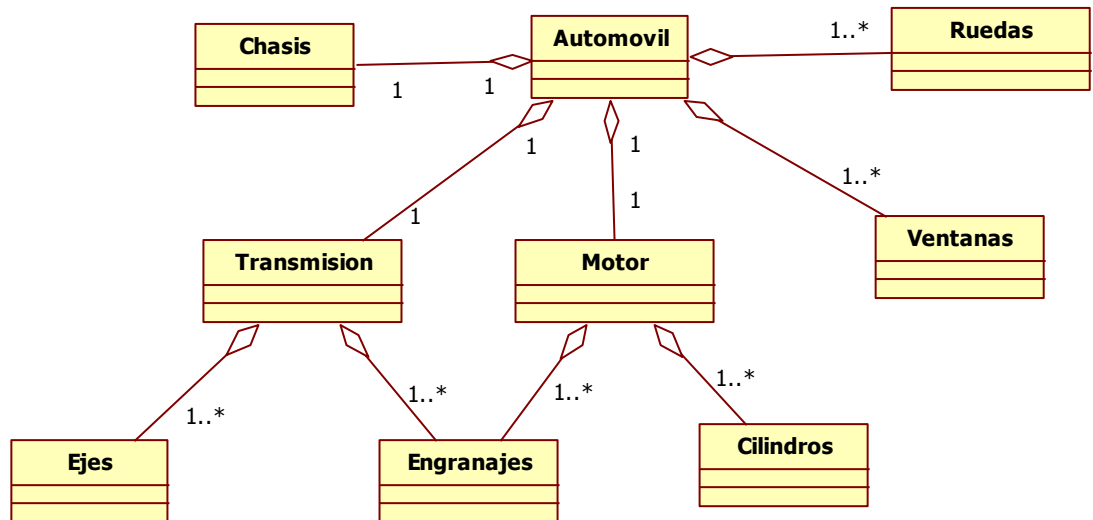 Chasis
Automovil
Ruedas
1..*
1
1
1
1
1..*
1
1
Transmision
Motor
Ventanas
1..*
1..*
1..*
1..*
Ejes
Engranajes
Cilindros